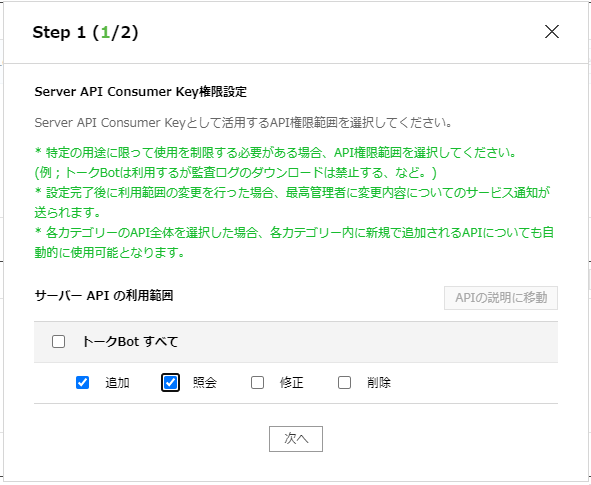 Step 1 (1/2)
Server API Consumer Key権限設定
Server API Consumer Keyとして活用するAPI権限範囲を選択してください。
* 特定の用途に限って使用を制限する必要がある場合、API権限範囲を選択してください。
(例；トークBotは利用するが監査ログのダウンロードは禁止する、など。)
* 設定完了後に利用範囲の変更を行った場合、最高管理者に変更内容についてのサービス通知が
送られます。
* 各カテゴリーのAPI全体を選択した場合、各カテゴリー内に新規で追加されるAPIについても自
動的に使用可能となります。
サーバー API の利用範囲
APIの説明に移動
トークBot すべて
追加 照会 修正 削除
次へ